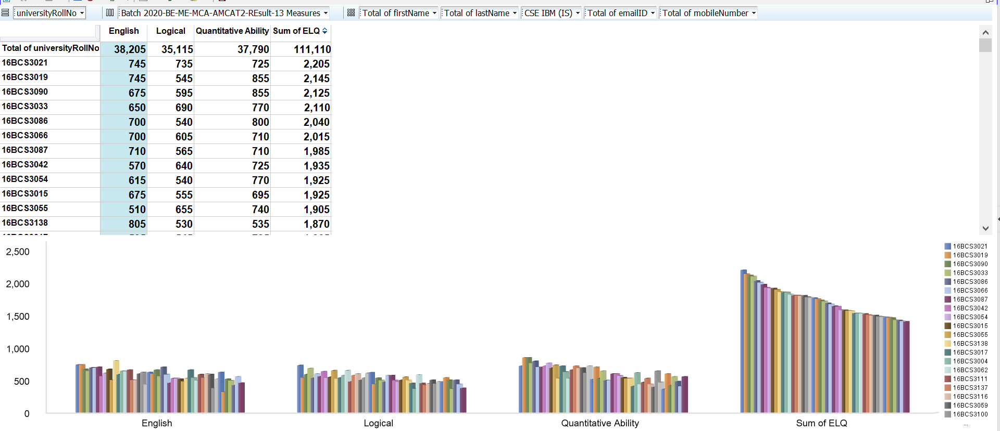 universityRollNo Batch 2020-BE-ME-MCA-AMCAT2-REsult-13 Measures Total of firstName Total of lastName CSE IBM (IS) Total of emailID Total of mobileNumber
English Logical Quantitative Ability Sum of ELQ
Total of universityRollNo 38,205 35,115 37,790 111,110
16BCS3021 745 735 725 2,205
16BCS3019 745 545 855 2,145
16BCS3090 675 595 855 2,125
16BCS3033 650 690 770 2,110
16BCS3086 700 540 800 2,040
16BCS3066 700 605 710 2,015
16BCS3087 710 565 710 1,985
16BCS3042 570 640 725 1,935
16BCS3054 615 540 770 1,925
16BCS3015 675 555 695 1,925
16BCS3055 510 655 740 1,905
16BCS3138 805 530 535 1,870
2,500
2,000
1,500
1,000
500
0
English Logical Quantitative Ability Sum of ELQ
16BCS3021
16BCS3019
16BCS3090
16BCS3033
16BCS3086
16BCS3066
16BCS3087
16BCS3042
16BCS3054
16BCS3015
16BCS3055
16BCS3138
16BCS3017
16BCS3004
16BCS3062
16BCS3111
16BCS3137
16BCS3116
16BCS3059
16BCS3100
...